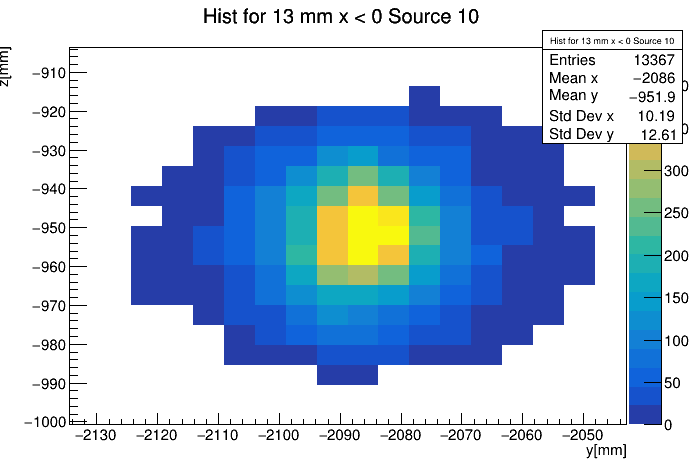 Hist for 13 mm x < 0 Source 10
z[mm]
Hist for 13 mm x < 0 Source 10
Entries 13367
Mean x −2086
Mean y −951.9
Std Dev x 10.19
Std Dev y 12.61
−910
−920
−930
−940
−950
−960
−970
−980
−990
−1000
300
250
200
150
100
50
0
−2130 −2120 −2110 −2100 −2090 −2080 −2070 −2060 −2050
y[mm]